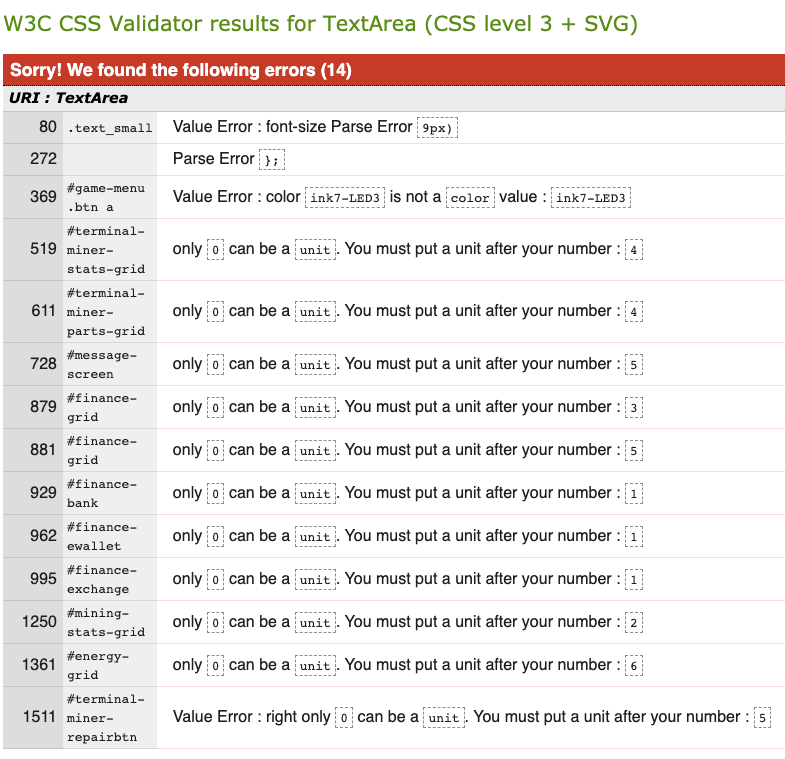 W3C CSS Validator results for TextArea (CSS level 3 + SVG)
Sorry! We found the following errors (14)
URI : TextArea
80 .text_small Value Error : font-size Parse Error 9px)
272 Parse Error };
369 #game-menu .btn a Value Error : color ink7-LED3 is not a color value : ink7-LED3
519 #terminal-miner-stats-grid only 0 can be a unit. You must put a unit after your number : 4
611 #terminal-miner-parts-grid only 0 can be a unit. You must put a unit after your number : 4
728 #message-screen only 0 can be a unit. You must put a unit after your number : 5
879 #finance-grid only 0 can be a unit. You must put a unit after your number : 3
881 #finance-grid only 0 can be a unit. You must put a unit after your number : 5
929 #finance-bank only 0 can be a unit. You must put a unit after your number : 1
962 #finance-ewallet only 0 can be a unit. You must put a unit after your number : 1
995 #finance-exchange only 0 can be a unit. You must put a unit after your number : 1
1250 #mining-stats-grid only 0 can be a unit. You must put a unit after your number : 2
1361 #energy-grid only 0 can be a unit. You must put a unit after your number : 6
1511 #terminal-miner-repairbtn Value Error : right only 0 can be a unit. You must put a unit after your number : 5